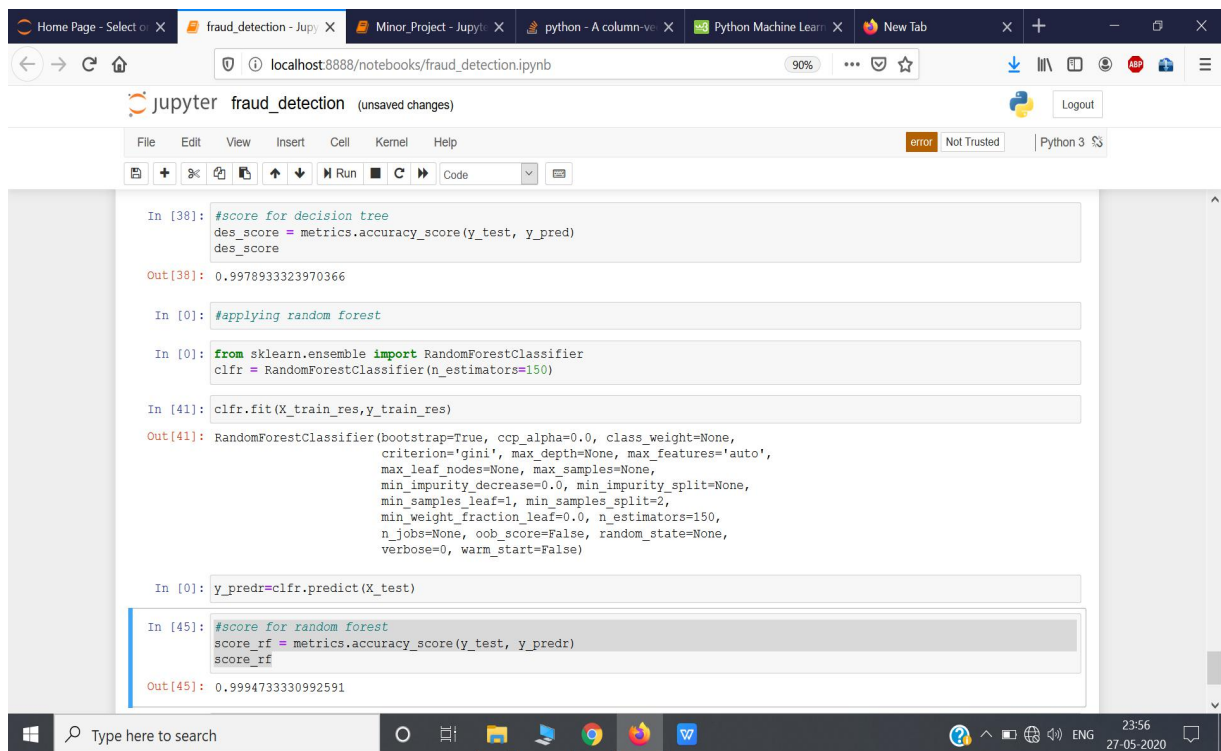 Home Page - Select o
fraud_detection - Jupy
Minor_Project - Jupyte
python - A column-ve
Python Machine Learn
New Tab
localhost:8888/notebooks/fraud_detection.ipynb
90%
ABP
jupyter fraud_detection (unsaved changes)
Logout
File Edit View Insert Cell Kernel Help
error Not Trusted Python 3
Run Code
In [38]: #score for decision tree
des_score = metrics.accuracy_score(y_test, y_pred)
des_score
Out[38]: 0.9978933323970366
In [0]: #applying random forest
In [0]: from sklearn.ensemble import RandomForestClassifier
clfr = RandomForestClassifier(n_estimators=150)
In [41]: clfr.fit(X_train_res,y_train_res)
Out[41]: RandomForestClassifier(bootstrap=True, ccp_alpha=0.0, class_weight=None,
criterion='gini', max_depth=None, max_features='auto',
max_leaf_nodes=None, max_samples=None,
min_impurity_decrease=0.0, min_impurity_split=None,
min_samples_leaf=1, min_samples_split=2,
min_weight_fraction_leaf=0.0, n_estimators=150,
n_jobs=None, oob_score=False, random_state=None,
verbose=0, warm_start=False)
In [0]: y_predr=clfr.predict(X_test)
In [45]: #score for random forest
score_rf = metrics.accuracy_score(y_test, y_predr)
score_rf
Out[45]: 0.9994733330992591
Type here to search
W
ENG
23:56
27-05-2020